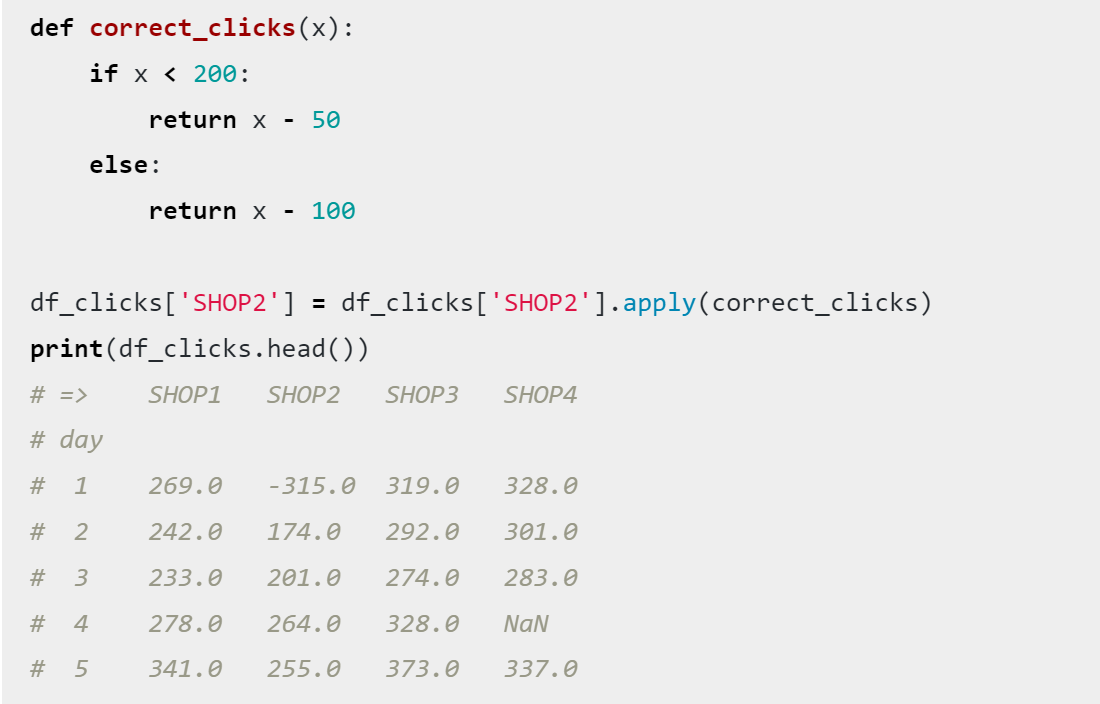 def correct_clicks(x):
    if x < 200:
        return x - 50
    else:
        return x - 100

df_clicks['SHOP2'] = df_clicks['SHOP2'].apply(correct_clicks)
print(df_clicks.head())
# =>    SHOP1   SHOP2   SHOP3   SHOP4
# day
#  1    269.0   -315.0  319.0   328.0
#  2    242.0   174.0   292.0   301.0
#  3    233.0   201.0   274.0   283.0
#  4    278.0   264.0   328.0   NaN
#  5    341.0   255.0   373.0   337.0